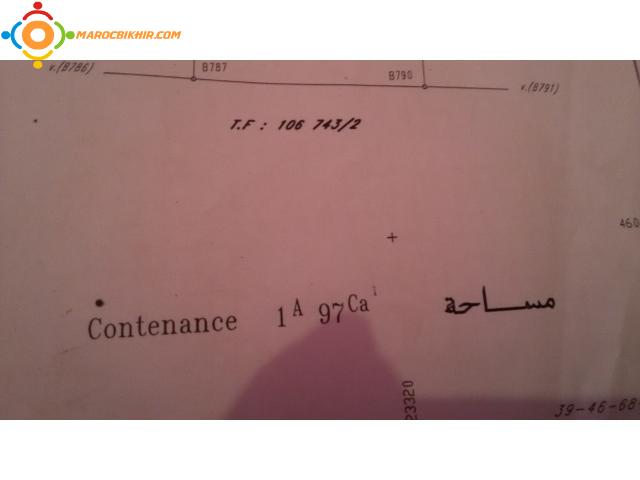 MAROCBIKHIR.COM
v.(B786)
B787
B790
v.(B791)
T.F : 106 743/2
460
Contenance 1A 97Ca مساحة
23320
39-46-68-